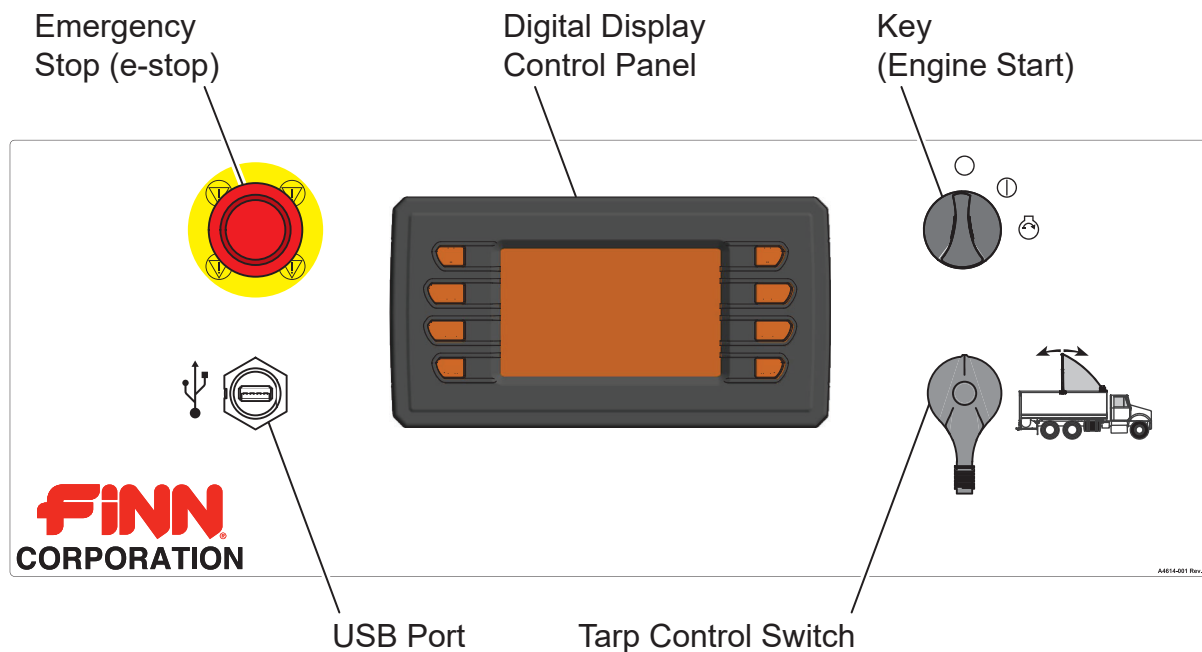 Emergency
Stop (e-stop)
Digital Display
Control Panel
Key
(Engine Start)
FiNN®
CORPORATION
A4614-001 Rev.
USB Port
Tarp Control Switch